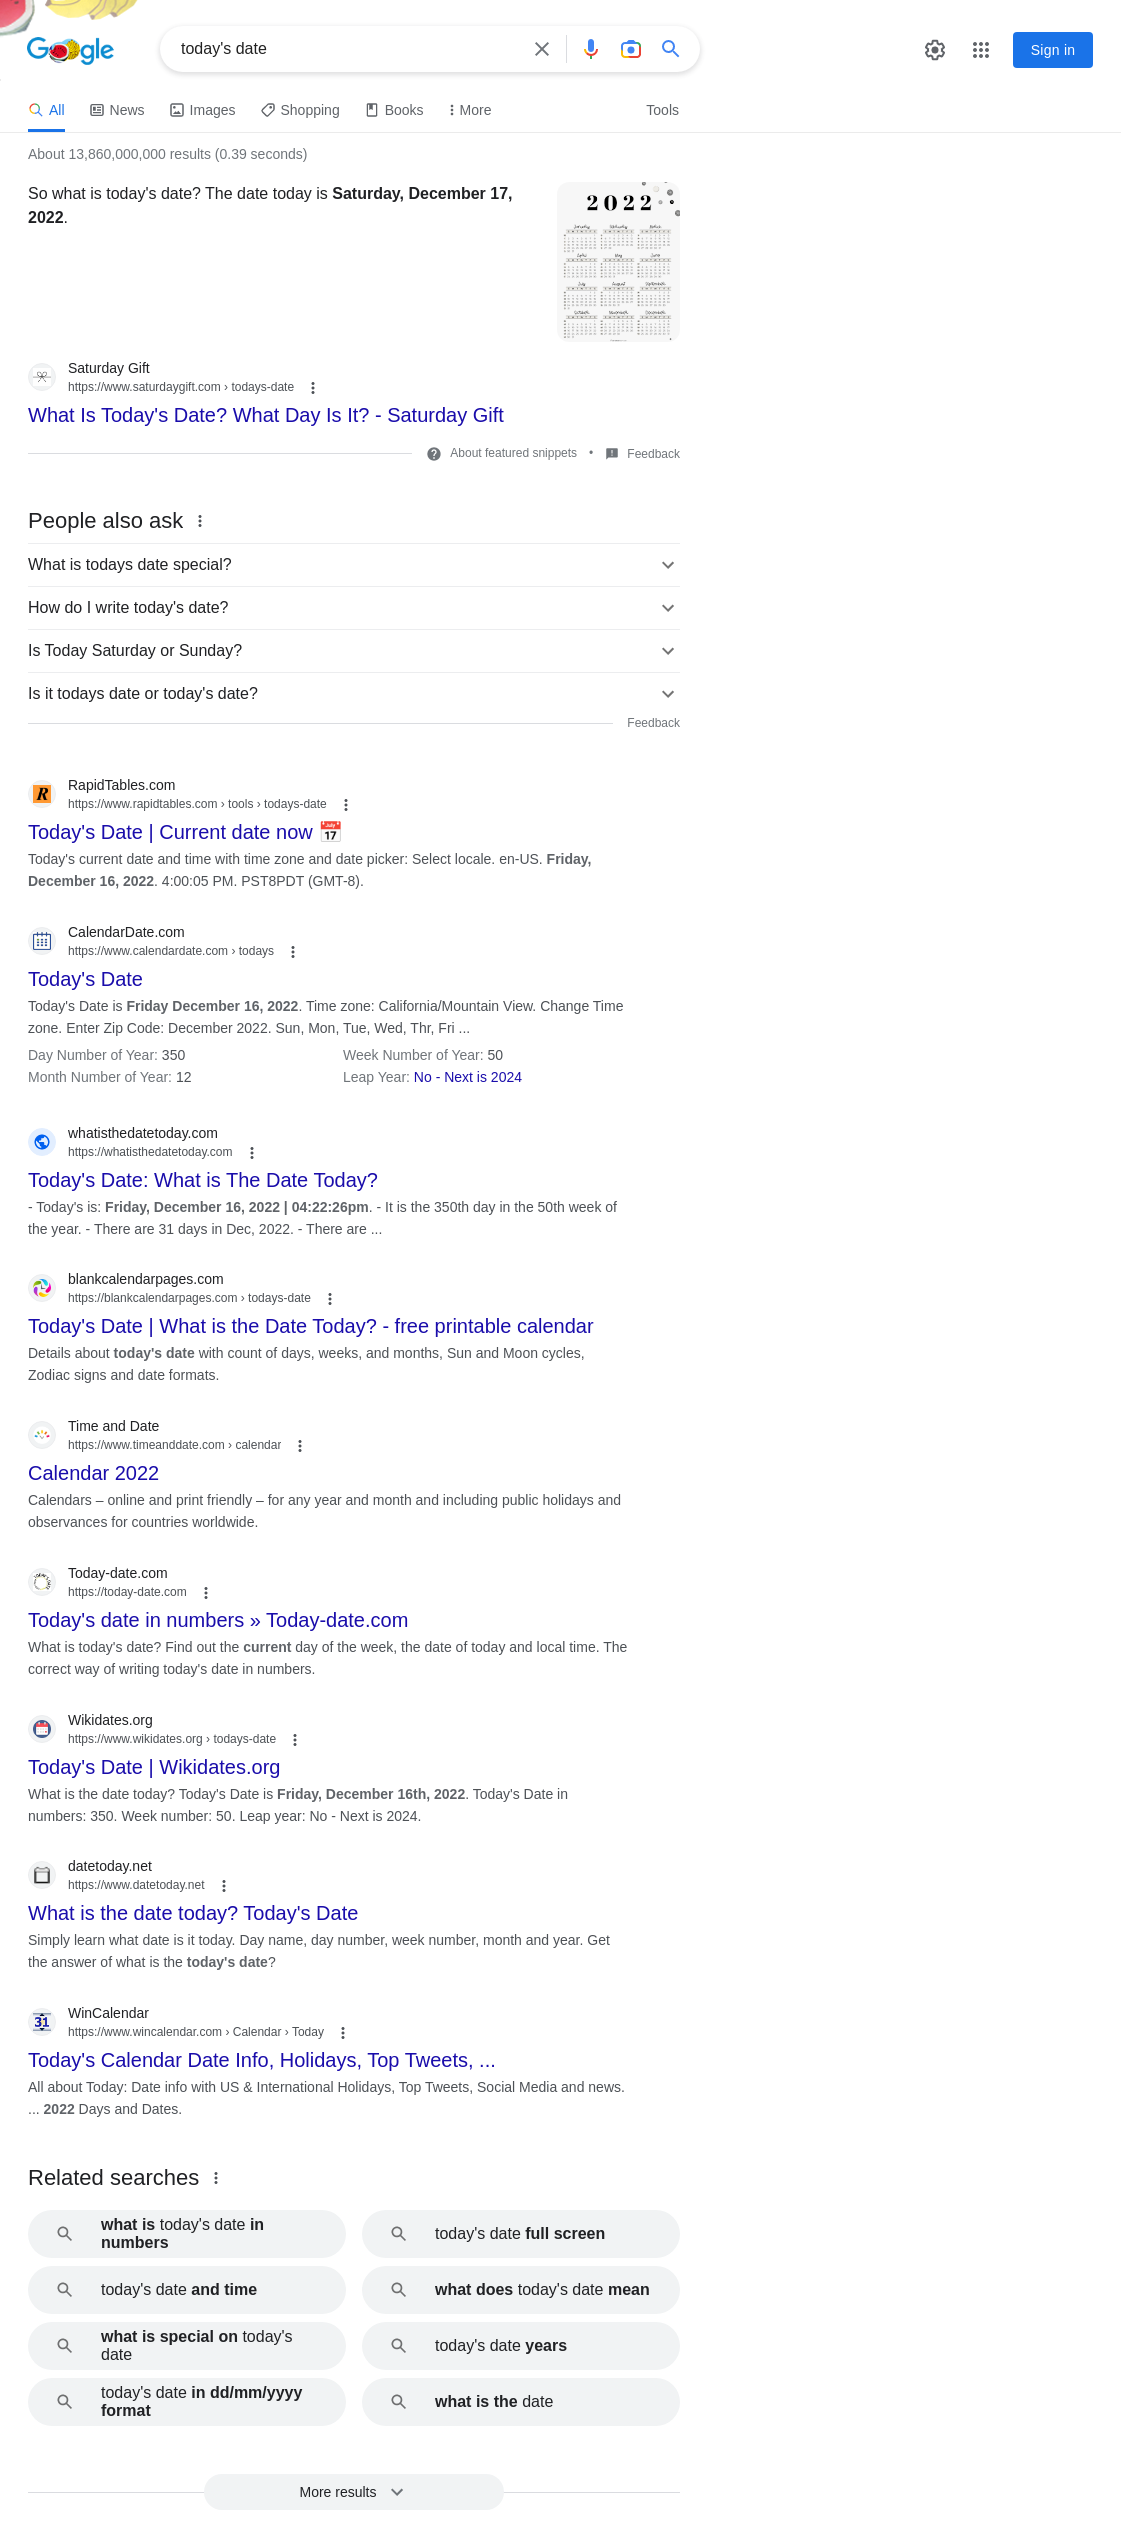 Google
today's date
Sign in
All
News
Images
Shopping
Books
More
Tools
About 13,860,000,000 results (0.39 seconds)
So what is today's date? The date today is Saturday, December 17,
2022.
2022
Saturday Gift
https://www.saturdaygift.com › todays-date
What Is Today's Date? What Day Is It? - Saturday Gift
About featured snippets • Feedback
People also ask
What is todays date special?
How do I write today's date?
Is Today Saturday or Sunday?
Is it todays date or today's date?
Feedback
RapidTables.com
https://www.rapidtables.com › tools › todays-date
Today's Date | Current date now 📅
Today's current date and time with time zone and date picker: Select locale. en-US. Friday,
December 16, 2022. 4:00:05 PM. PST8PDT (GMT-8).
CalendarDate.com
https://www.calendardate.com › todays
Today's Date
Today's Date is Friday December 16, 2022. Time zone: California/Mountain View. Change Time
zone. Enter Zip Code: December 2022. Sun, Mon, Tue, Wed, Thr, Fri ...
Day Number of Year: 350
Week Number of Year: 50
Month Number of Year: 12
Leap Year: No - Next is 2024
whatisthedatetoday.com
https://whatisthedatetoday.com
Today's Date: What is The Date Today?
- Today's is: Friday, December 16, 2022 | 04:22:26pm. - It is the 350th day in the 50th week of
the year. - There are 31 days in Dec, 2022. - There are ...
blankcalendarpages.com
https://blankcalendarpages.com › todays-date
Today's Date | What is the Date Today? - free printable calendar
Details about today's date with count of days, weeks, and months, Sun and Moon cycles,
Zodiac signs and date formats.
Time and Date
https://www.timeanddate.com › calendar
Calendar 2022
Calendars – online and print friendly – for any year and month and including public holidays and
observances for countries worldwide.
Today-date.com
https://today-date.com
Today's date in numbers » Today-date.com
What is today's date? Find out the current day of the week, the date of today and local time. The
correct way of writing today's date in numbers.
Wikidates.org
https://www.wikidates.org › todays-date
Today's Date | Wikidates.org
What is the date today? Today's Date is Friday, December 16th, 2022. Today's Date in
numbers: 350. Week number: 50. Leap year: No - Next is 2024.
datetoday.net
https://www.datetoday.net
What is the date today? Today's Date
Simply learn what date is it today. Day name, day number, week number, month and year. Get
the answer of what is the today's date?
31
WinCalendar
https://www.wincalendar.com › Calendar › Today
Today's Calendar Date Info, Holidays, Top Tweets, ...
All about Today: Date info with US & International Holidays, Top Tweets, Social Media and news.
... 2022 Days and Dates.
Related searches
what is today's date in
numbers
today's date full screen
today's date and time
what does today's date mean
what is special on today's
date
today's date years
today's date in dd/mm/yyyy
format
what is the date
More results